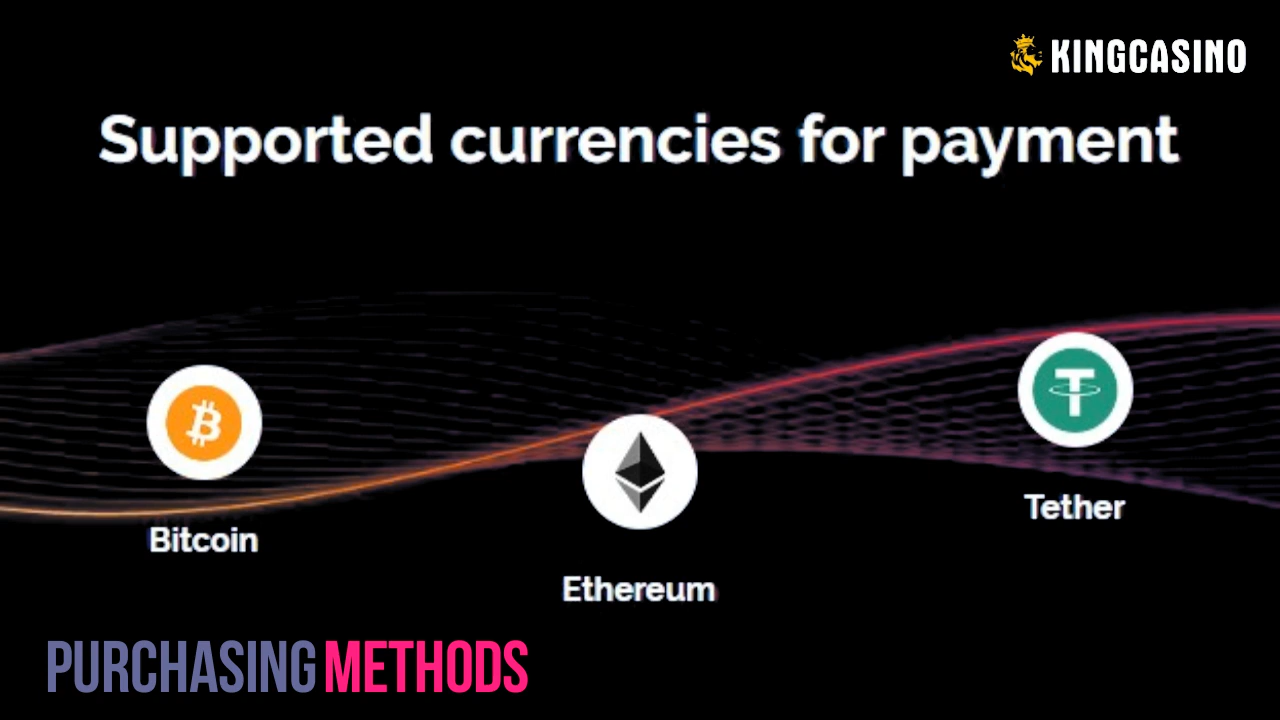 KINGCASINO
Supported currencies for payment
Bitcoin
Ethereum
Tether
PURCHASING METHODS